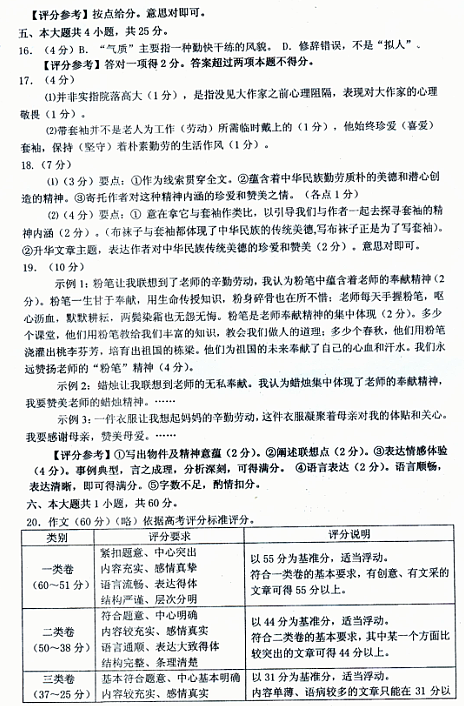 【评分参考】按点给分。意思对即可。
五、本大题共 4 小题，共 25 分。
16.（4 分）B.“气质”主要指一种勤快干练的风貌。 D. 修辞错误，不是“拟人”.
【评分参考】答对一项得 2 分。答案超过两项本题不得分。
17.（4 分）
⑴并非实指院落高大（1 分），是指没见大作家之前心理阻隔，表现对大作家的心理
敬畏（1 分）。
⑵带套袖并不是老人为工作（劳动）所需临时戴上的（1 分），他始终珍爱（喜爱）
套袖，保持（坚守）着朴素勤劳的生活作风（1 分）。
18.（7 分）
⑴（3 分）要点：①作为线索贯穿全文。②蕴含着中华民族勤劳质朴的美德和潜心创
造的精神。③寄托作者对这种精神内涵的珍爱和赞美之情。（各点 1 分）
⑵（4 分）要点：① 意在拿它与套袖作类比，以引导我们与作者一起去探寻套袖的精
神内涵（2 分）。（布袜子与套袖都体现了中华民族的传统美德,写布袜子正是为了写套袖）。
②升华文章主题，表达作者对中华民族传统美德的珍爱和赞美（2 分）。意思对即可。
19.（10 分）
示例 1：粉笔让我联想到了老师的辛勤劳动，我认为粉笔中蕴含着老师的奉献精神（2
分）。粉笔一生甘于奉献，用生命传授知识，粉身碎骨也在所不惜；老师每天手握粉笔，呕
心沥血，默默耕耘，两鬓染霜也无怨无悔。粉笔是老师奉献精神的集中体现（2 分）。多少
个课堂，他们用粉笔教给我们丰富的知识，教会我们做人的道理；多少个春秋，他们用粉笔
浇灌出桃李芬芳，培育出祖国的栋梁。他们为祖国的未来奉献了自己的心血和汗水。我们永
远赞扬老师的“粉笔”精神（4 分）。
示例 2：蜡烛让我联想到老师的无私奉献。我认为蜡烛集中体现了老师的奉献精神，
我要赞美老师的蜡烛精神。……
示例 3：一件衣服让我想起妈妈的辛勤劳动，这件衣服凝聚着母亲对我的体贴和关心。
我要感谢母亲，赞美母爱。……
【评分参考】①写出物件及精神意蕴（2 分）。②阐述联想点（2 分）。③表达情感体验
（4 分）。事例典型，言之成理，分析深刻，可得满分。 ④语言表达（2 分）。语言顺畅，
表达清晰，即可得满分。⑤字数不足，酌情扣分。
六、本大题共 1 小题，共 60 分。
20. 作文（60 分）（略）依据高考评分标准评分。
类别 评分要求 评分说明
一类卷
（60～51 分）
紧扣题意、中心突出
内容充实、感情真挚
语言流畅、表达得体
结构严谨、层次分明
以 55 分为基准分，适当浮动。
符合一类卷的基本要求，有创意、有文采的
文章可得 55 分以上。
二类卷
（50～38 分）
符合题意、中心明确
内容较充实、感情真实
语言通顺、表达大致得体
结构完整、条理清楚
以 44 分为基准分，适当浮动。
符合二类卷的基本要求，其中某一个方面比
较突出的文章可得 44 分以上。
三类卷
（37～25 分）
基本符合题意、中心基本明确
内容较充实、感情真实
以 31 分为基准分，适当浮动。
内容单薄、语病较多的文章只能在 31 分以